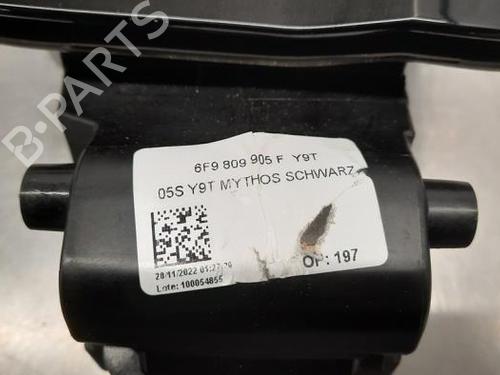 B-PARTS
6F9 809 905 F Y9T
05S Y9T MYTHOS SCHWARZ
28/11/2022
OP: 197
Lote: 100054855